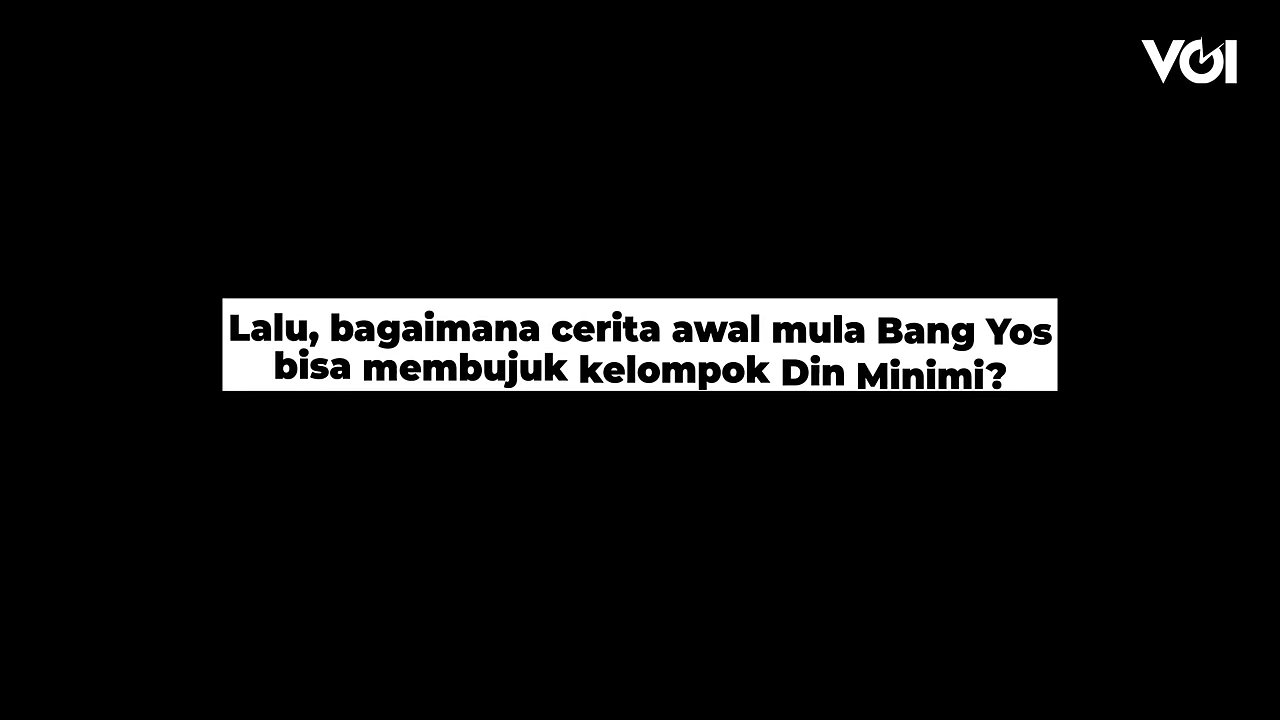 VOI
Lalu, bagaimana cerita awal mula Bang Yos
bisa membujuk kelompok Din Minimi?